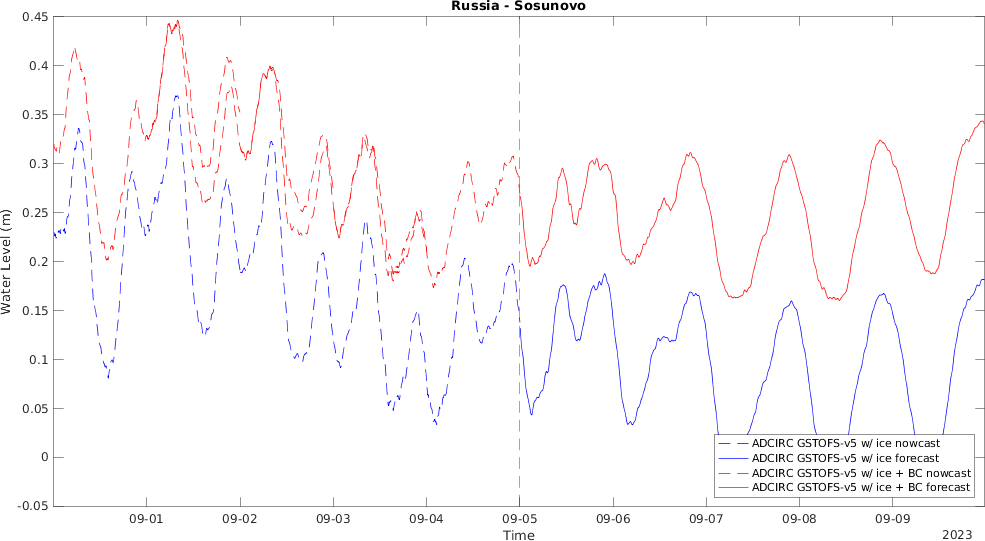 Russia - Sosunovo
Water Level (m)
0.45
0.4
0.35
0.3
0.25
0.2
0.15
0.1
0.05
0
-0.05
ADCIRC GSTOFS-v5 w/ ice nowcast
ADCIRC GSTOFS-v5 w/ ice forecast
ADCIRC GSTOFS-v5 w/ ice + BC nowcast
ADCIRC GSTOFS-v5 w/ ice + BC forecast
09-01 09-02 09-03 09-04 09-05 09-06 09-07 09-08 09-09
Time
2023